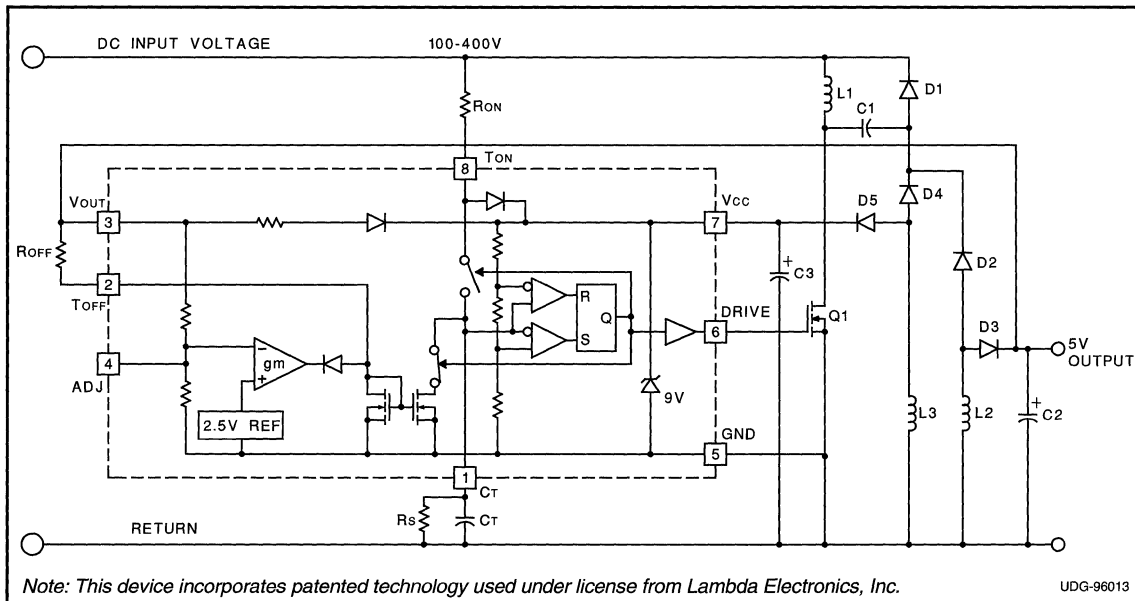 DC INPUT VOLTAGE
100-400V
RON
L1
D1
C1
TON
8
VOUT
3
VCC
7
D5
D4
ROFF
2
TOFF
C3
D2
R
Q
S
DRIVE
6
Q1
D3
5V
OUTPUT
4
ADJ
−
gm
+
9V
2.5V REF
L3
L2
+
C2
+
GND
5
1
CT
RS
CT
RETURN
Note: This device incorporates patented technology used under license from Lambda Electronics, Inc.
UDG-96013